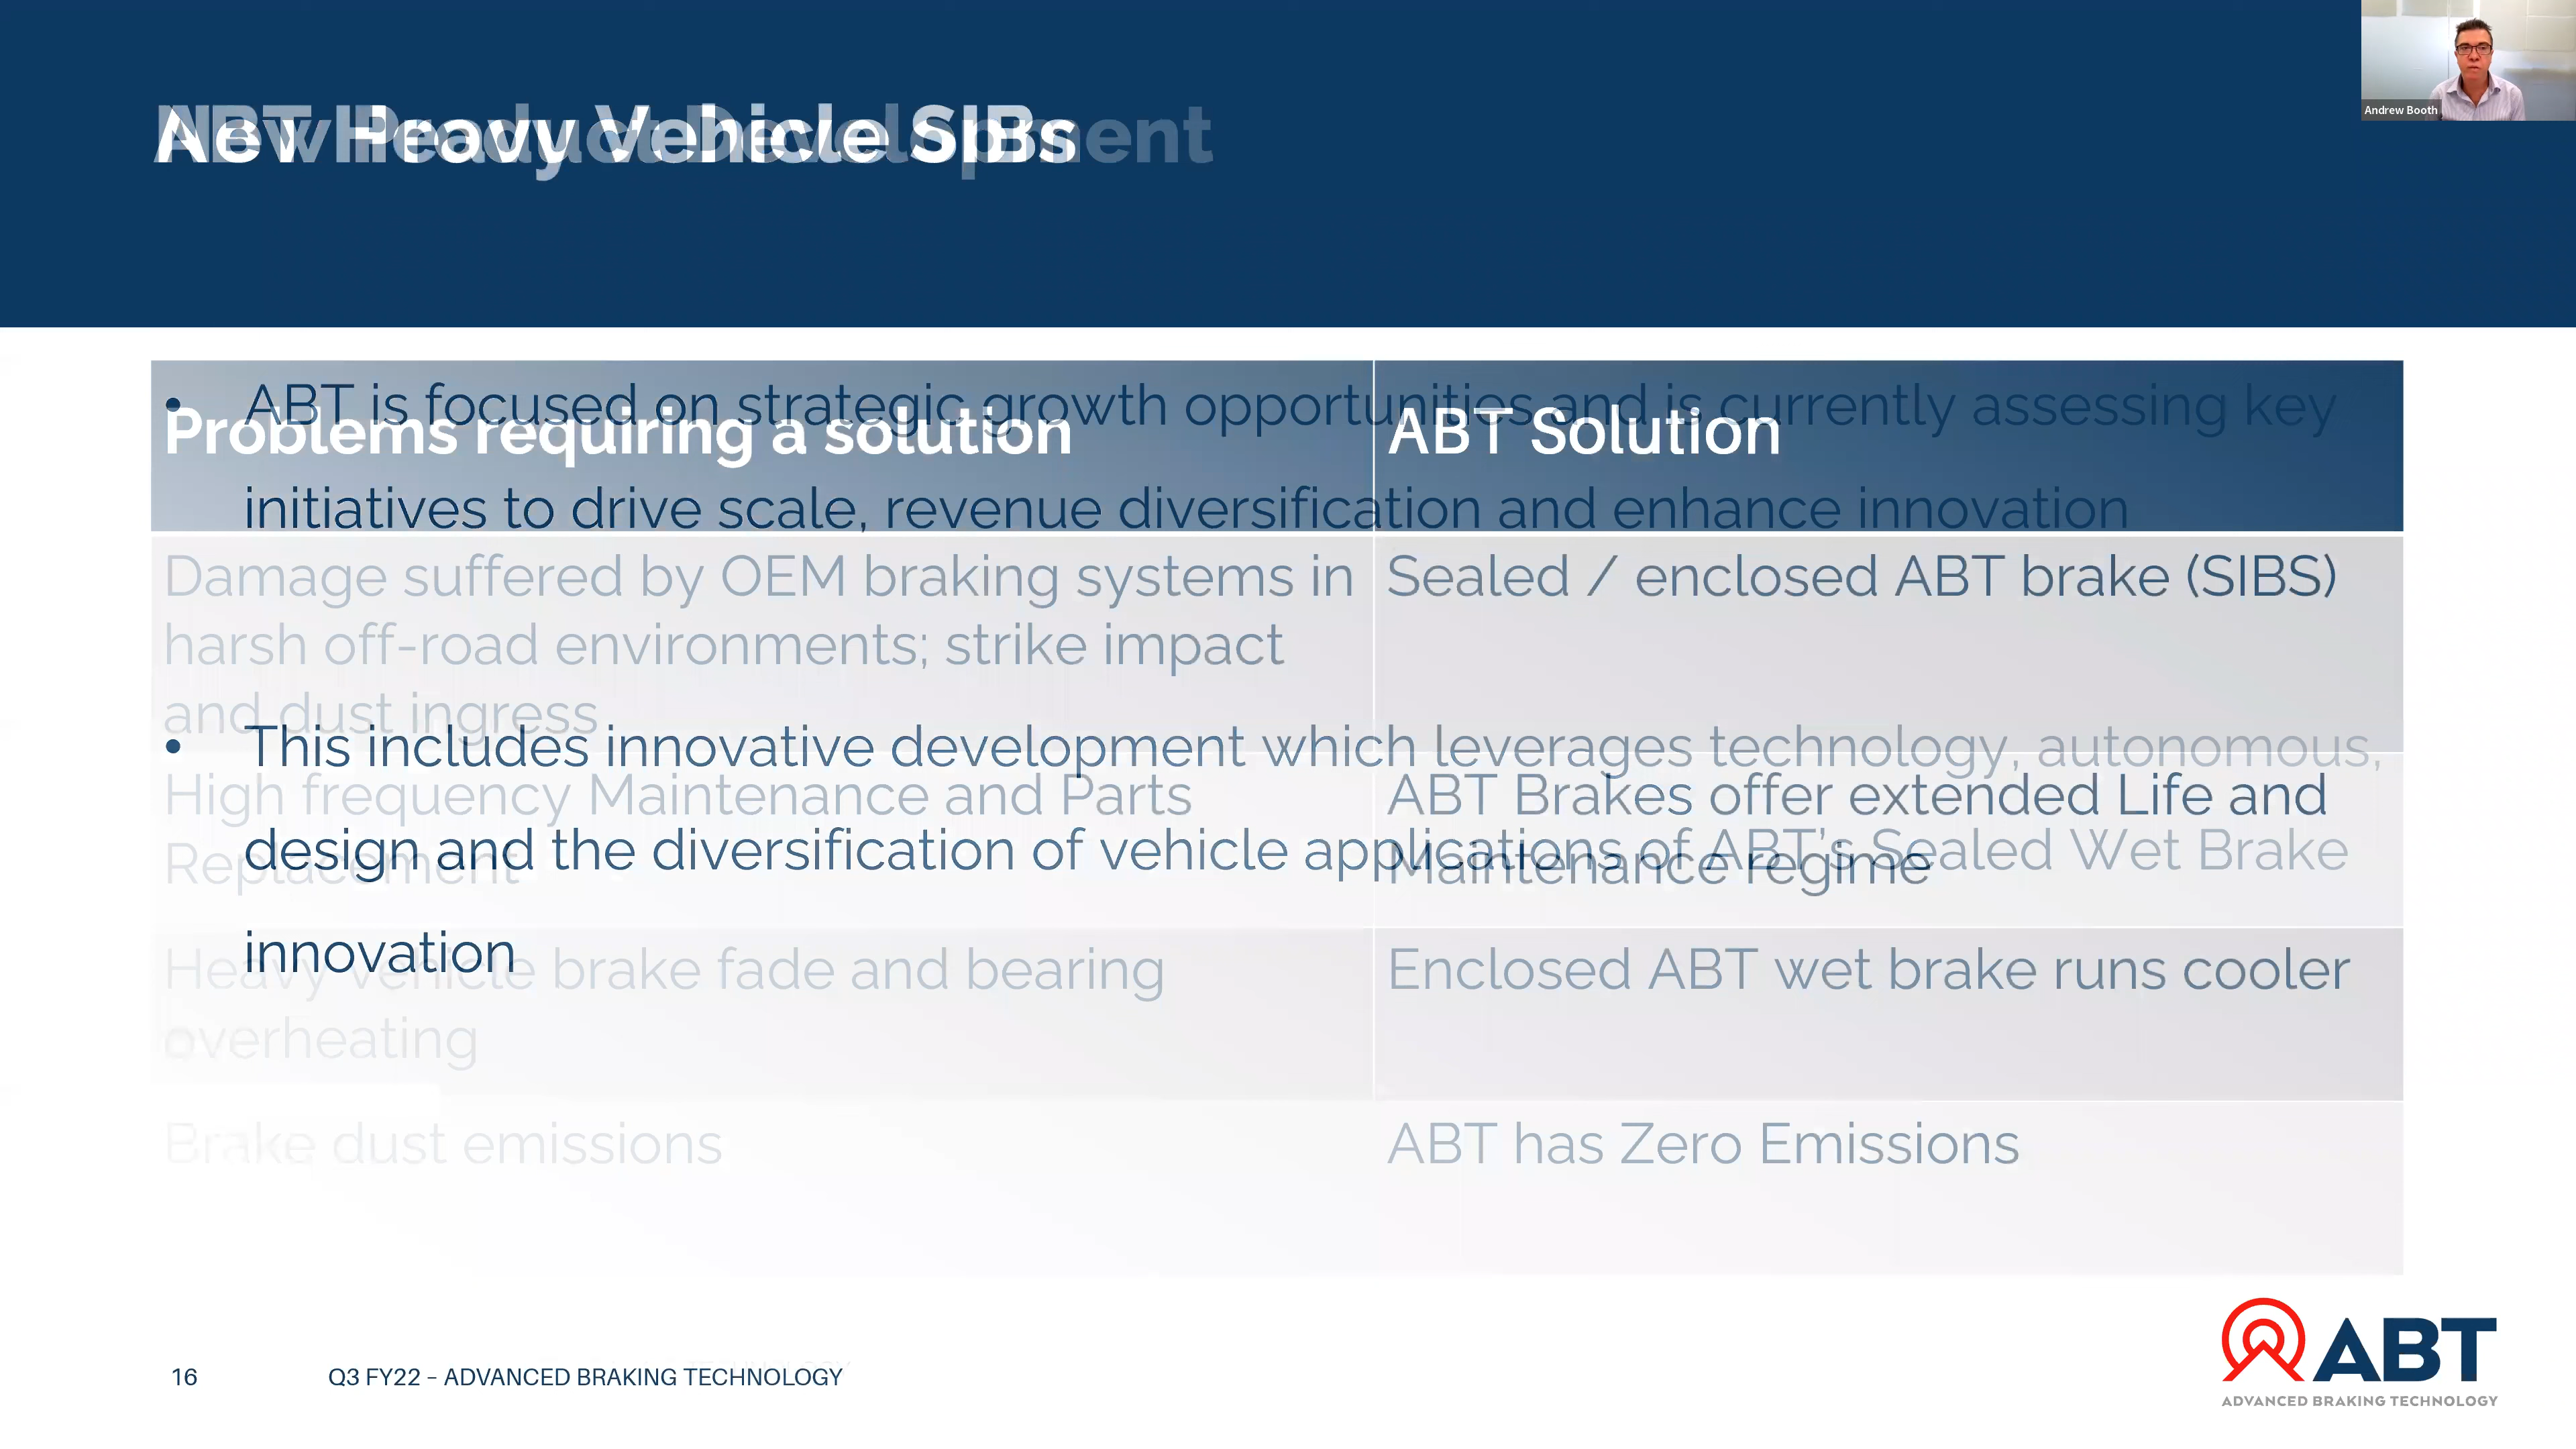 Andrew Booth
ABT Heavy Vehicle SIBs
New Product Development
• ABT is focused on strategic growth opportunities and is currently assessing key
initiatives to drive scale, revenue diversification and enhance innovation
• This includes innovative development which leverages technology, autonomous,
design and the diversification of vehicle applications of ABT's Sealed Wet Brake
innovation
Problems requiring a solution
ABT Solution
Damage suffered by OEM braking systems in
harsh off-road environments; strike impact
and dust ingress
Sealed / enclosed ABT brake (SIBS)
High frequency Maintenance and Parts
Replacement
ABT Brakes offer extended Life and
Maintenance regime
Heavy vehicle brake fade and bearing
overheating
Enclosed ABT wet brake runs cooler
Brake dust emissions
ABT has Zero Emissions
16
Q3 FY22 – ADVANCED BRAKING TECHNOLOGY
ABT
ADVANCED BRAKING TECHNOLOGY